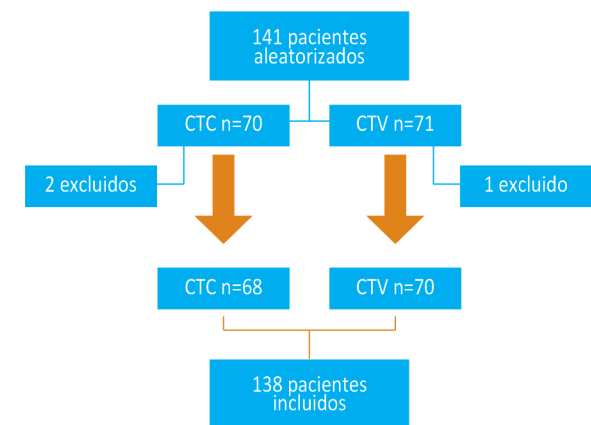 141 pacientes
aleatorizados
CTC n=70
CTV n=71
2 excluidos
1 excluido
CTC n=68
CTV n=70
138 pacientes
incluidos